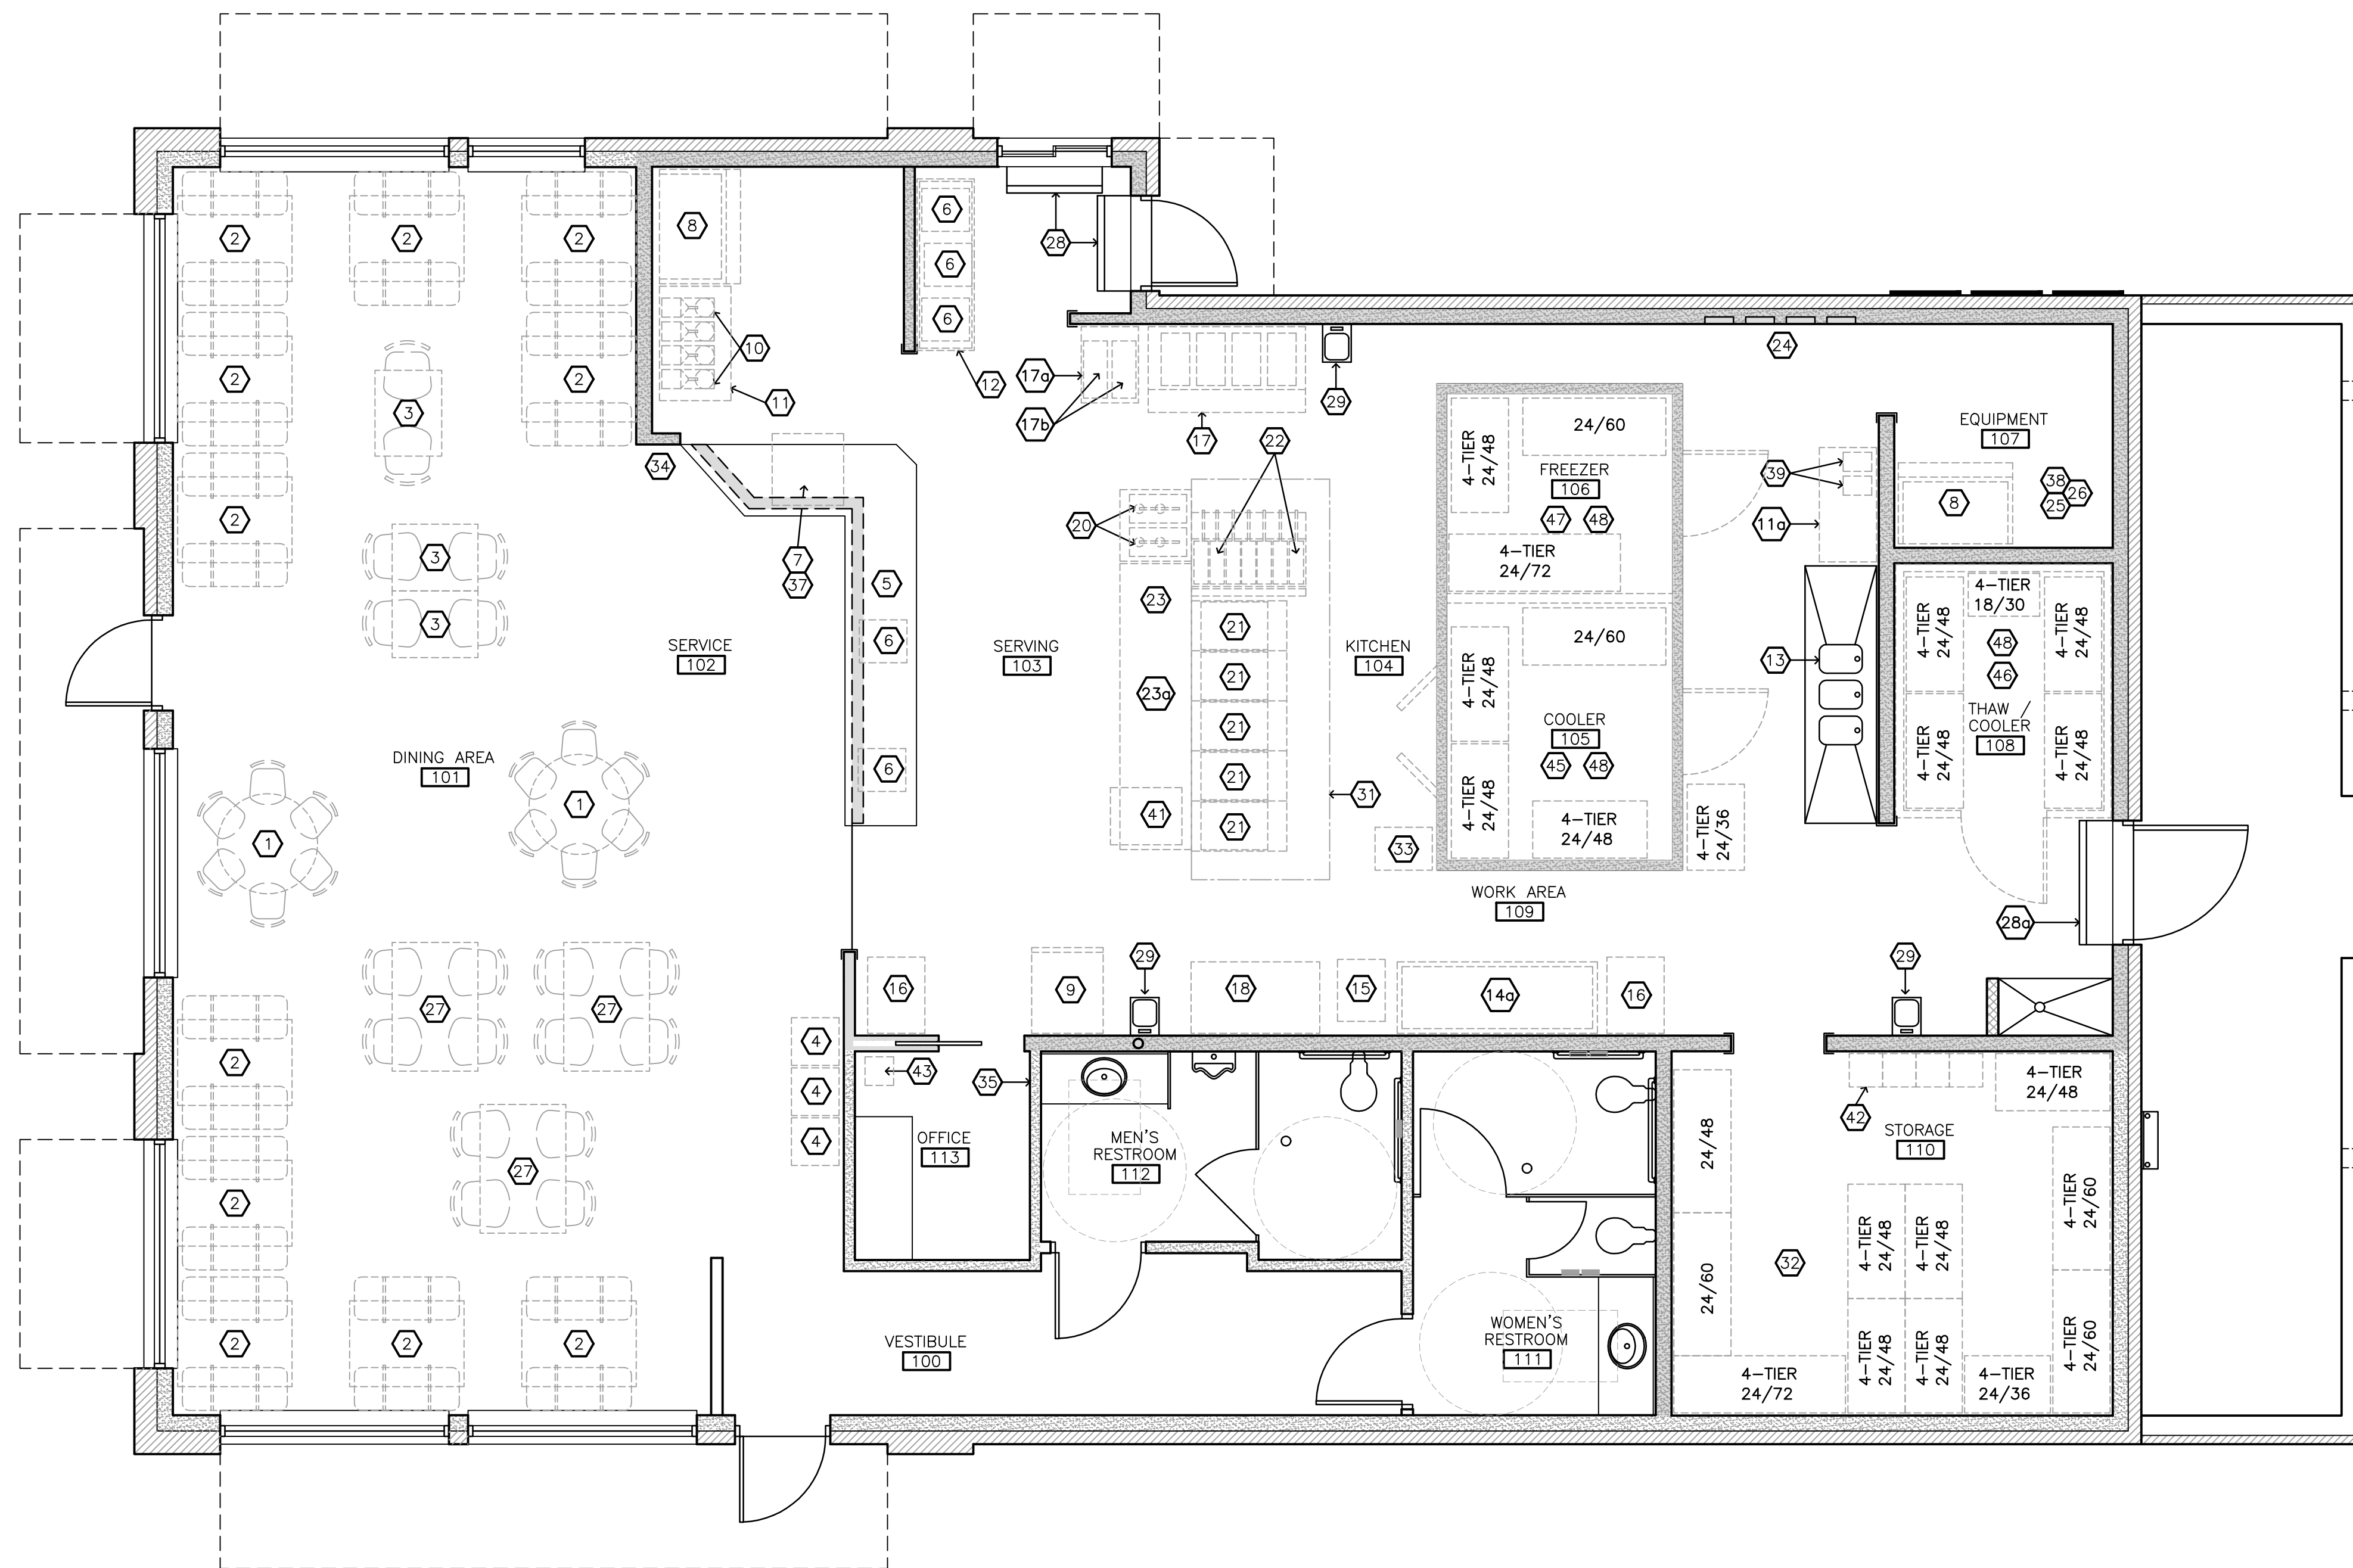 2
2
2
8
6
6
6
28
10
11
12
17a
17b
17
29
24
2
2
3
22
2
34
3
3
7
37
5
6
6
20
23
23a
21
21
21
21
21
41
31
33
SERVICE
102
SERVING
103
KITCHEN
104
DINING AREA
101
1
1
4-TIER
24/48
24/60
FREEZER
106
47
48
4-TIER
24/72
24/60
4-TIER
24/48
COOLER
105
45
48
4-TIER
24/48
4-TIER
24/48
4-TIER
24/36
39
11a
13
EQUIPMENT
107
8
38
26
25
4-TIER
18/30
4-TIER
24/48
4-TIER
24/48
48
46
THAW /
COOLER
108
4-TIER
24/48
4-TIER
24/48
28a
WORK AREA
109
27
27
27
16
9
29
18
15
14a
16
29
4
4
4
43
35
OFFICE
113
MEN'S
RESTROOM
112
WOMEN'S
RESTROOM
111
VESTIBULE
100
2
2
2
2
2
24/48
24/60
4-TIER
24/72
42
4-TIER
24/48
STORAGE
110
32
4-TIER
24/48
4-TIER
24/48
4-TIER
24/48
4-TIER
24/48
4-TIER
24/36
4-TIER
24/60
4-TIER
24/60